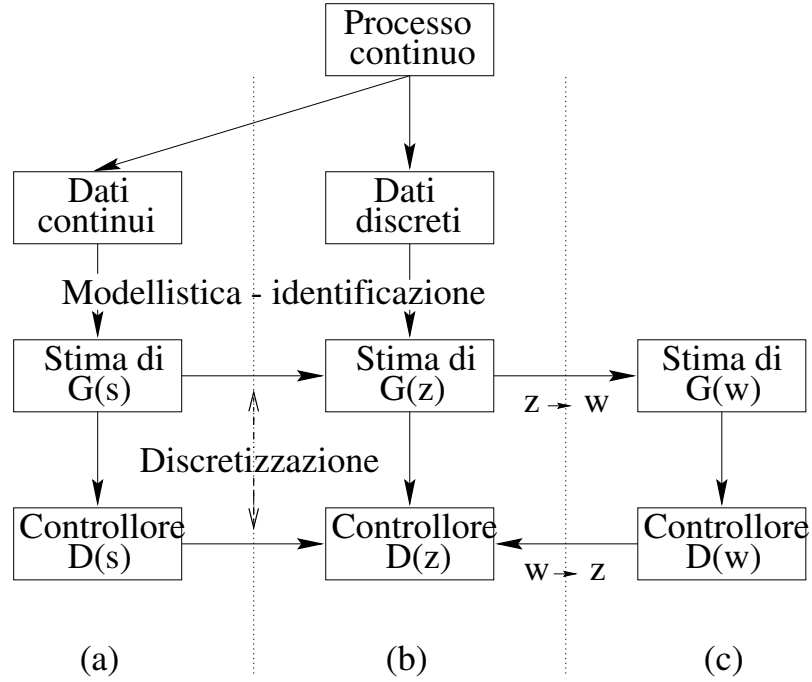 Processo
continuo
Dati
continui
Dati
discreti
Modellistica - identificazione
Stima di
G(s)
Stima di
G(z)
Stima di
G(w)
z → w
Discretizzazione
Controllore
D(s)
Controllore
D(z)
Controllore
D(w)
w → z
(a)
(b)
(c)